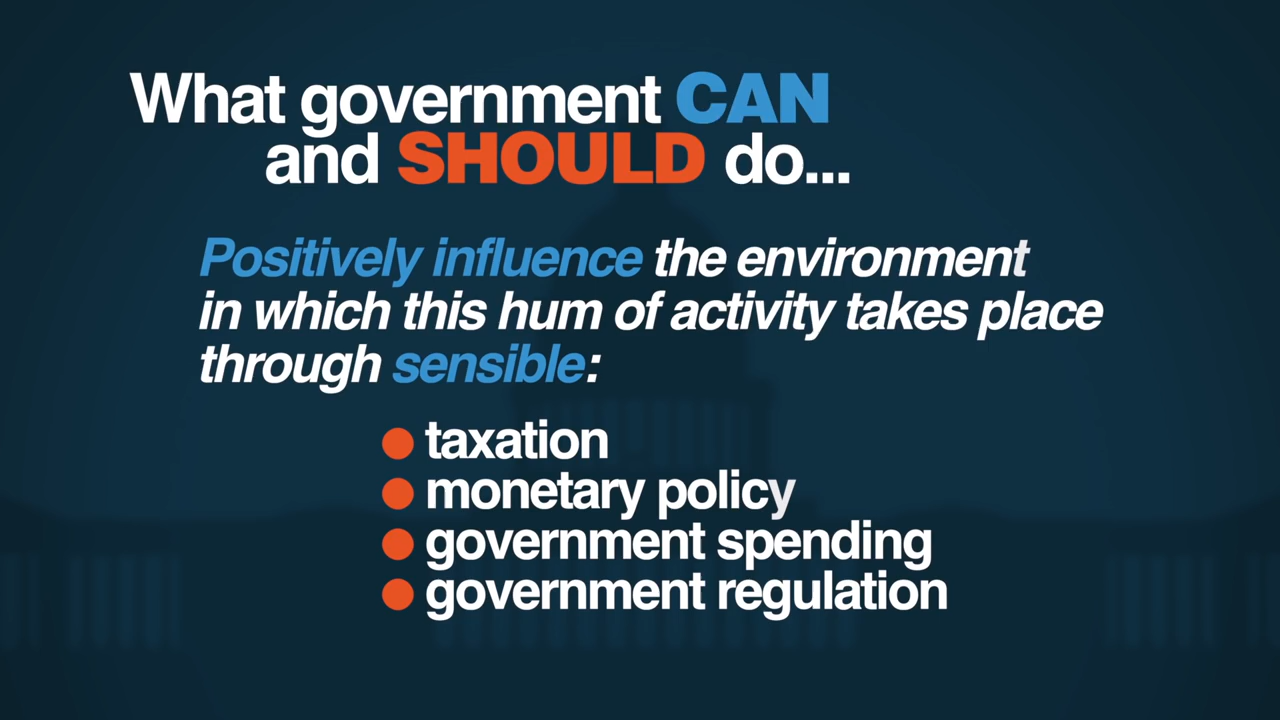 What government CAN
and SHOULD do...
Positively influence the environment
in which this hum of activity takes place
through sensible:
● taxation
● monetary policy
● government spending
● government regulation